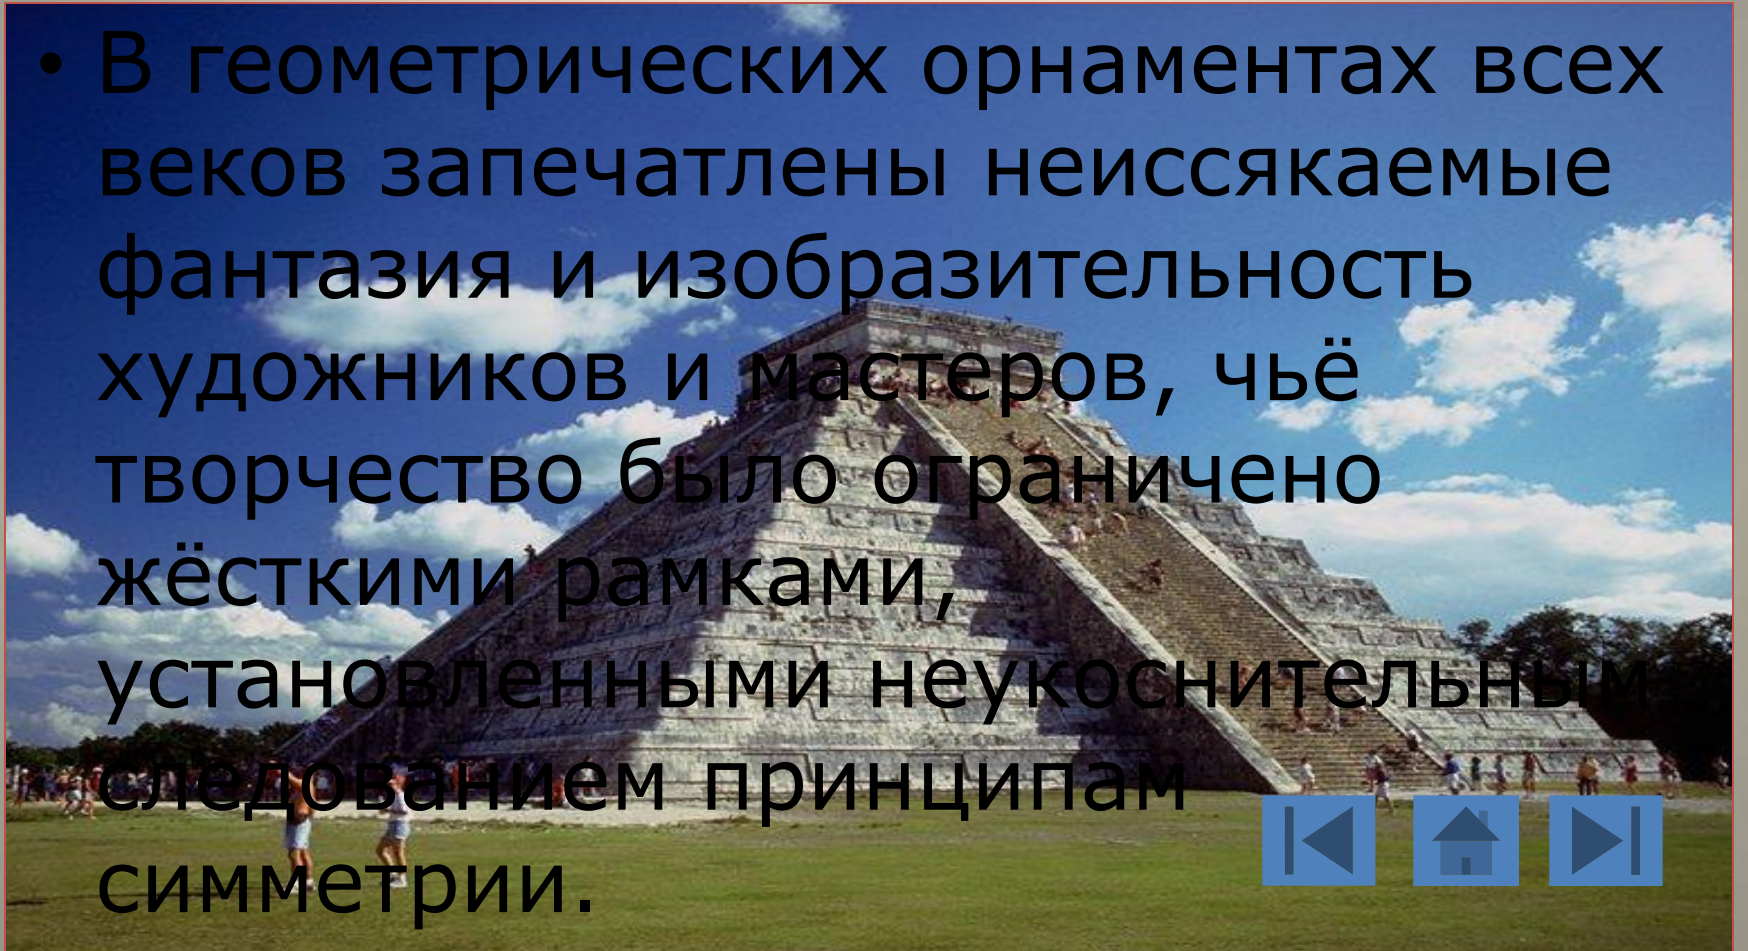 • В геометрических орнаментах всех
веков запечатлены неиссякаемые
фантазия и изобразительность
художников и мастеров, чьё
творчество было ограничено
жёсткими рамками,
установленными неукоснительным
следованием принципам
симметрии.